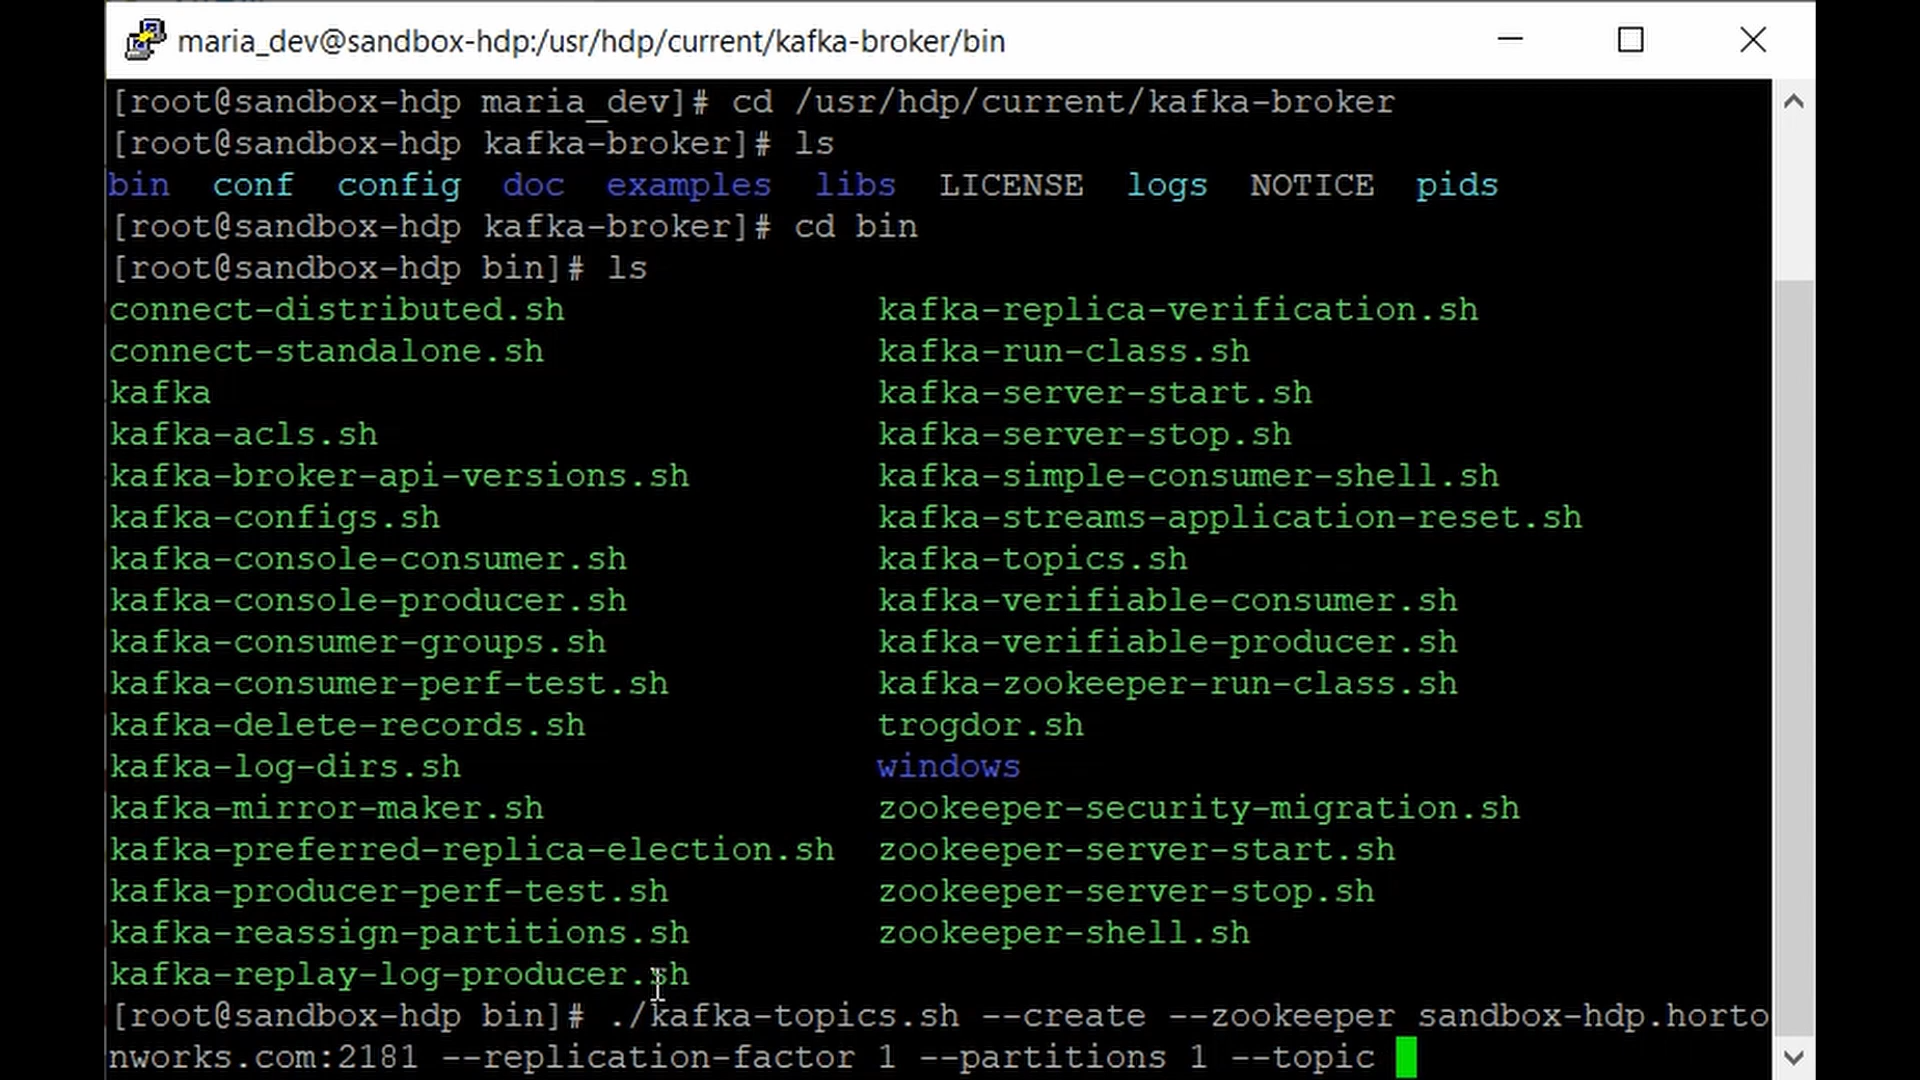 maria_dev@sandbox-hdp:/usr/hdp/current/kafka-broker/bin
[root@sandbox-hdp maria_dev]# cd /usr/hdp/current/kafka-broker
[root@sandbox-hdp kafka-broker]# ls
bin conf config doc examples libs LICENSE logs NOTICE pids
[root@sandbox-hdp kafka-broker]# cd bin
[root@sandbox-hdp bin]# ls
connect-distributed.sh kafka-replica-verification.sh
connect-standalone.sh kafka-run-class.sh
kafka kafka-server-start.sh
kafka-acls.sh kafka-server-stop.sh
kafka-broker-api-versions.sh kafka-simple-consumer-shell.sh
kafka-configs.sh kafka-streams-application-reset.sh
kafka-console-consumer.sh kafka-topics.sh
kafka-console-producer.sh kafka-verifiable-consumer.sh
kafka-consumer-groups.sh kafka-verifiable-producer.sh
kafka-consumer-perf-test.sh kafka-zookeeper-run-class.sh
kafka-delete-records.sh trogdor.sh
kafka-log-dirs.sh windows
kafka-mirror-maker.sh zookeeper-security-migration.sh
kafka-preferred-replica-election.sh zookeeper-server-start.sh
kafka-producer-perf-test.sh zookeeper-server-stop.sh
kafka-reassign-partitions.sh zookeeper-shell.sh
kafka-replay-log-producer.sh
[root@sandbox-hdp bin]# ./kafka-topics.sh --create --zookeeper sandbox-hdp.horto
nworks.com:2181 --replication-factor 1 --partitions 1 --topic